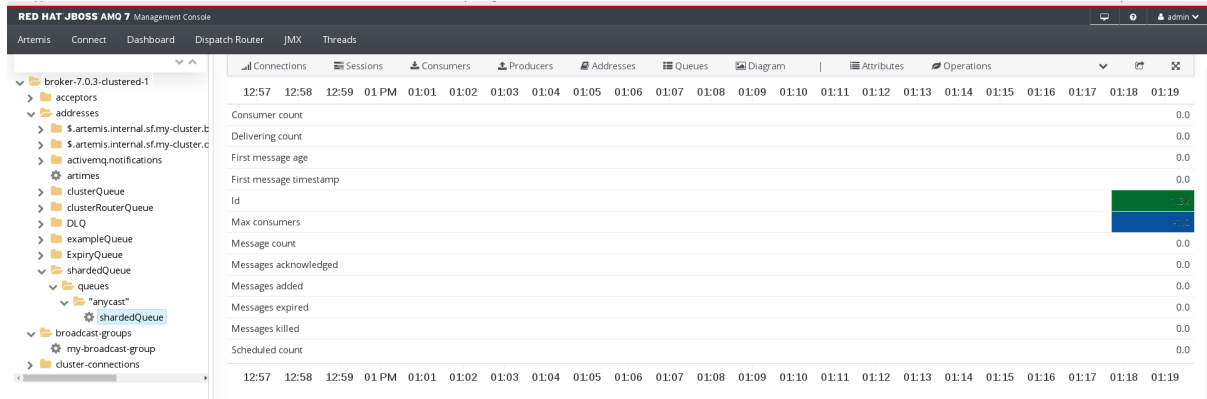 RED HAT JBOSS AMQ 7 Management Console
admin
Artemis Connect Dashboard Dispatch Router JMX Threads
Connections Sessions Consumers Producers Addresses Queues Diagram | Attributes Operations
broker-7.0.3-clustered-1
acceptors
addresses
$.artemis.internal.sf.my-cluster.b
$.artemis.internal.sf.my-cluster.c
activemq.notifications
artimes
clusterQueue
clusterRouterQueue
DLQ
exampleQueue
ExpiryQueue
shardedQueue
queues
"anycast"
shardedQueue
broadcast-groups
my-broadcast-group
cluster-connections
12:57 12:58 12:59 01 PM 01:01 01:02 01:03 01:04 01:05 01:06 01:07 01:08 01:09 01:10 01:11 01:12 01:13 01:14 01:15 01:16 01:17 01:18 01:19
Consumer count 0.0
Delivering count 0.0
First message age 0.0
First message timestamp 0.0
Id
Max consumers
Message count 0.0
Messages acknowledged 0.0
Messages added 0.0
Messages expired 0.0
Messages killed 0.0
Scheduled count 0.0
12:57 12:58 12:59 01 PM 01:01 01:02 01:03 01:04 01:05 01:06 01:07 01:08 01:09 01:10 01:11 01:12 01:13 01:14 01:15 01:16 01:17 01:18 01:19